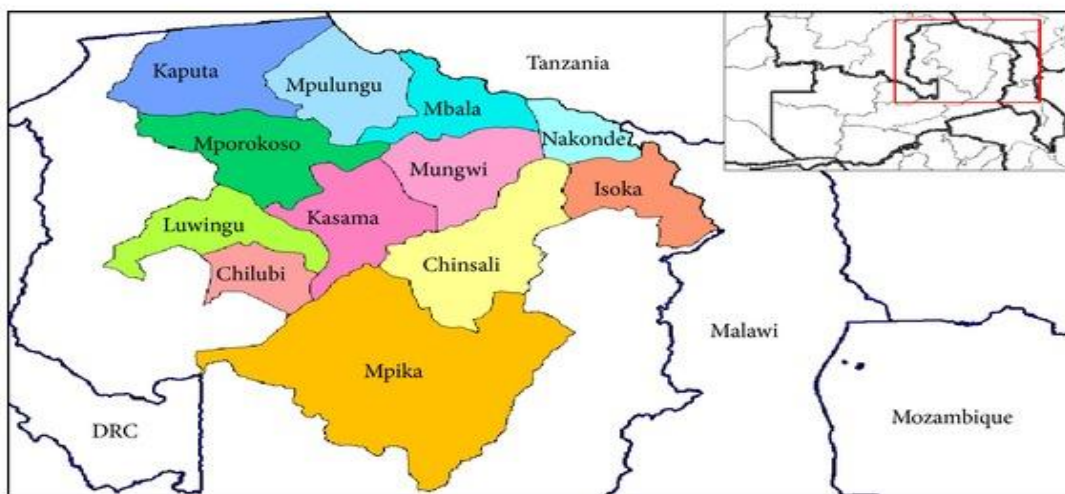 Kaputa
Mpulungu
Tanzania
Mbala
Mporokoso
Nakonde
Mungwi
Isoka
Luwingu
Kasama
Chilubi
Chinsali
Malawi
Mpika
DRC
Mozambique